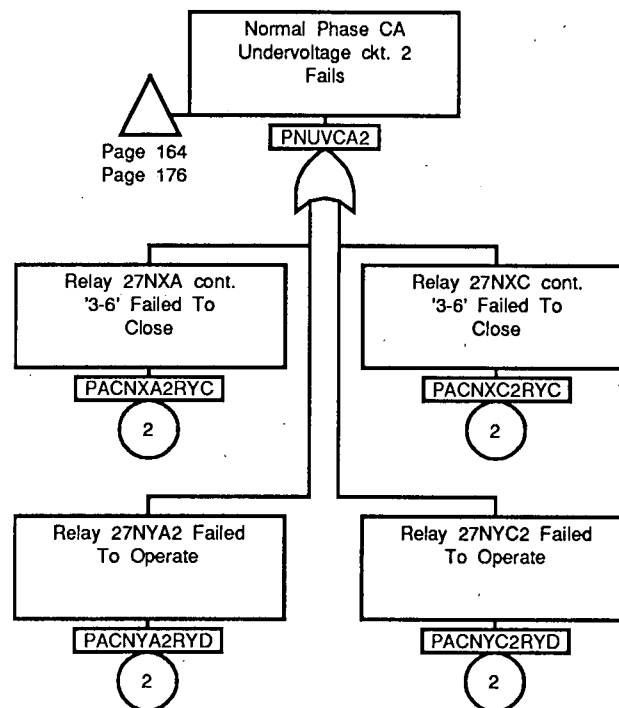 Normal Phase CA
Undervoltage ckt. 2
Fails
Page 164
Page 176
PNUVCA2
Relay 27NXA cont.
'3-6' Failed To
Close
PACNXA2RYC
2
Relay 27NXC cont.
'3-6' Failed To
Close
PACNXC2RYC
2
Relay 27NYA2 Failed
To Operate
PACNYA2RYD
2
Relay 27NYC2 Failed
To Operate
PACNYC2RYD
2